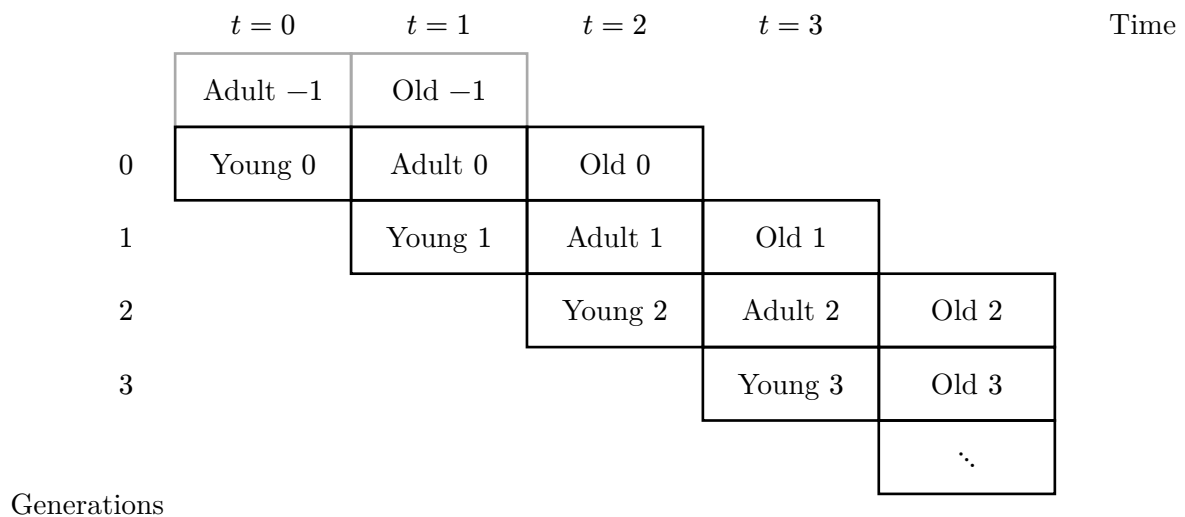 t = 0 t = 1 t = 2 t = 3 Time
Adult −1 Old −1
0 Young 0 Adult 0 Old 0
1 Young 1 Adult 1 Old 1
2 Young 2 Adult 2 Old 2
3 Young 3 Old 3
⋱
Generations